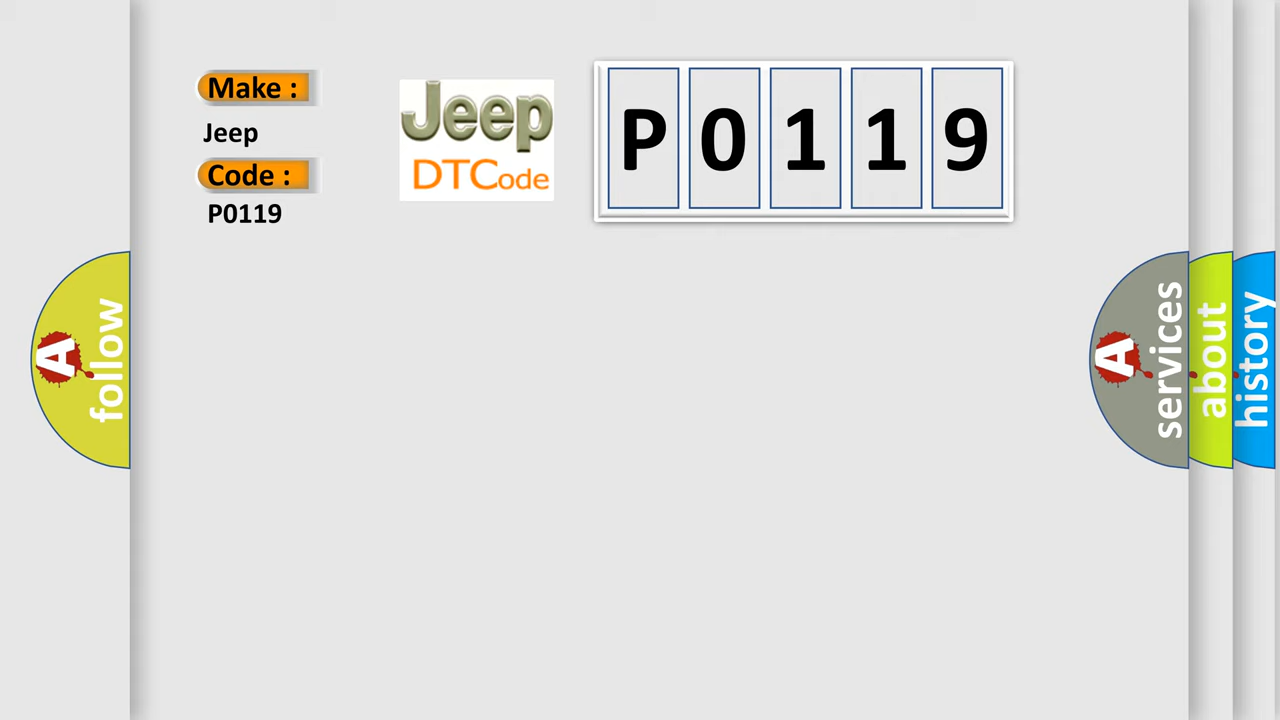 Make :
Jeep
Code :
P0119
Jeep
DTCode
P0119
A
follow
A
services
about
history